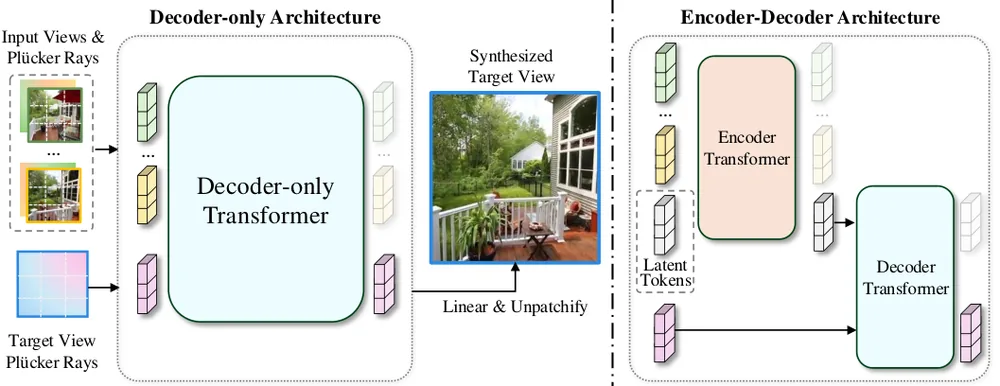 Decoder-only Architecture
Input Views &
Plücker Rays
...
...
...
Decoder-only
Transformer
Target View
Plücker Rays
Synthesized
Target View
Linear & Unpatchify
Encoder-Decoder Architecture
...
...
Encoder
Transformer
Latent
Tokens
Decoder
Transformer